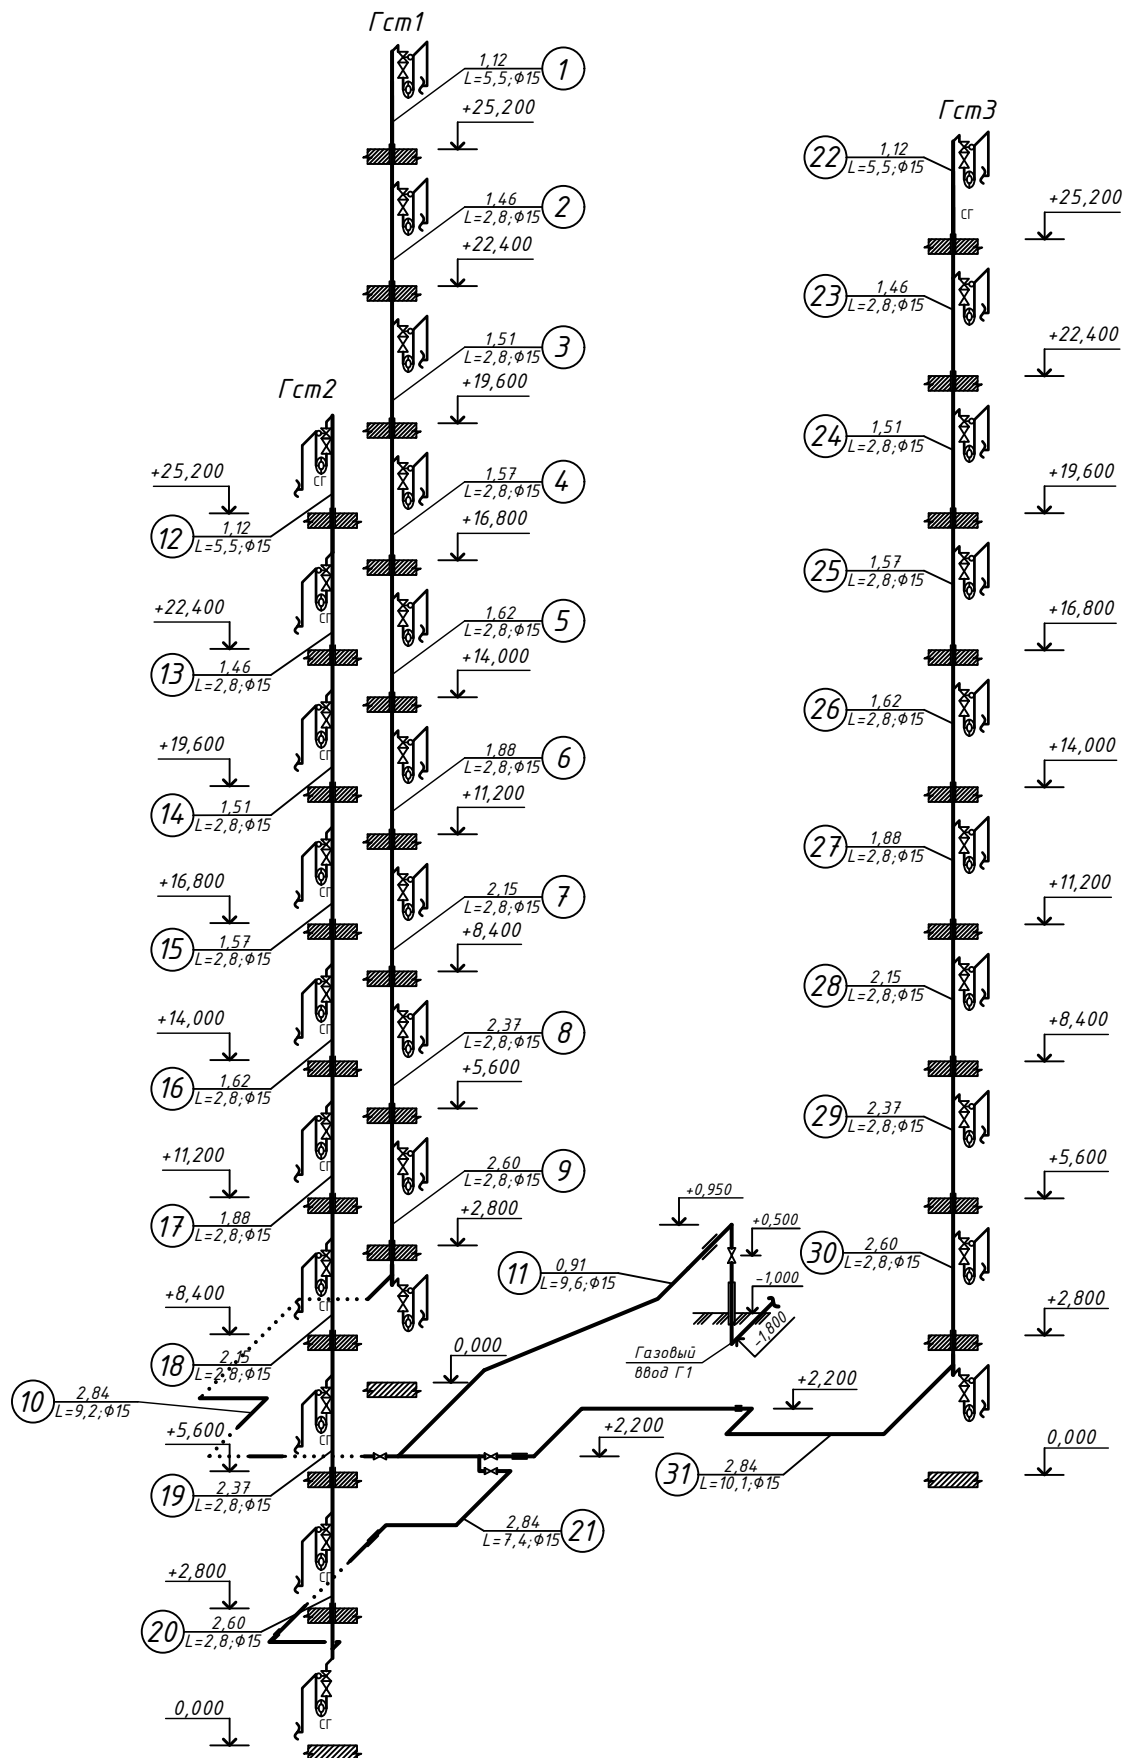 Гст1
1,12
L=5,5;Ф15
1
+25,200
1,46
L=2,8;Ф15
2
+22,400
1,51
L=2,8;Ф15
3
+19,600
1,57
L=2,8;Ф15
4
+16,800
1,62
L=2,8;Ф15
5
+14,000
1,88
L=2,8;Ф15
6
+11,200
2,15
L=2,8;Ф15
7
+8,400
2,37
L=2,8;Ф15
8
+5,600
2,60
L=2,8;Ф15
9
+2,800
0,000
Гст2
СГ
+25,200
12
1,12
L=5,5;Ф15
СГ
+22,400
13
1,46
L=2,8;Ф15
СГ
+19,600
14
1,51
L=2,8;Ф15
СГ
+16,800
15
1,57
L=2,8;Ф15
СГ
+14,000
16
1,62
L=2,8;Ф15
СГ
+11,200
17
1,88
L=2,8;Ф15
СГ
+8,400
18
2,15
L=2,8;Ф15
10
2,84
L=9,2;Ф15
СГ
+5,600
19
2,37
L=2,8;Ф15
СГ
+2,800
20
2,60
L=2,8;Ф15
СГ
0,000
11
0,91
L=9,6;Ф15
+0,950
+0,500
-1,000
-1,800
Газовый
ввод Г1
+2,200
+2,200
2,84
L=7,4;Ф15
21
31
2,84
L=10,1;Ф15
Гст3
22
1,12
L=5,5;Ф15
СГ
+25,200
23
1,46
L=2,8;Ф15
+22,400
24
1,51
L=2,8;Ф15
+19,600
25
1,57
L=2,8;Ф15
+16,800
26
1,62
L=2,8;Ф15
+14,000
27
1,88
L=2,8;Ф15
+11,200
28
2,15
L=2,8;Ф15
+8,400
29
2,37
L=2,8;Ф15
+5,600
30
2,60
L=2,8;Ф15
+2,800
0,000